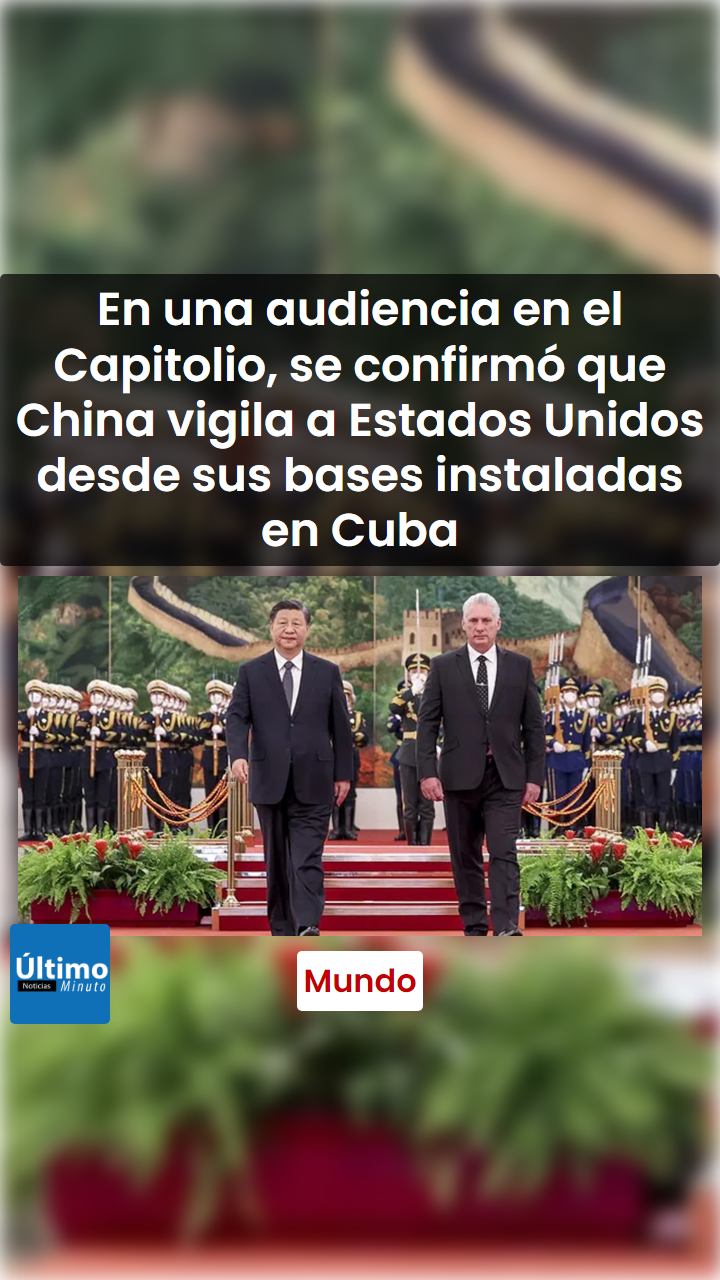 En una audiencia en el
Capitolio, se confirmó que
China vigila a Estados Unidos
desde sus bases instaladas
en Cuba
Último
Noticias Minuto
Mundo